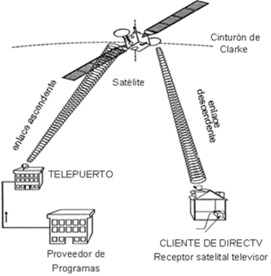 Cinturón de
Clarke
Satélite
enlace ascendente
enlace
descendente
TELEPUERTO
Proveedor de
Programas
CLIENTE DE DIRECTV
Receptor satelital televisor